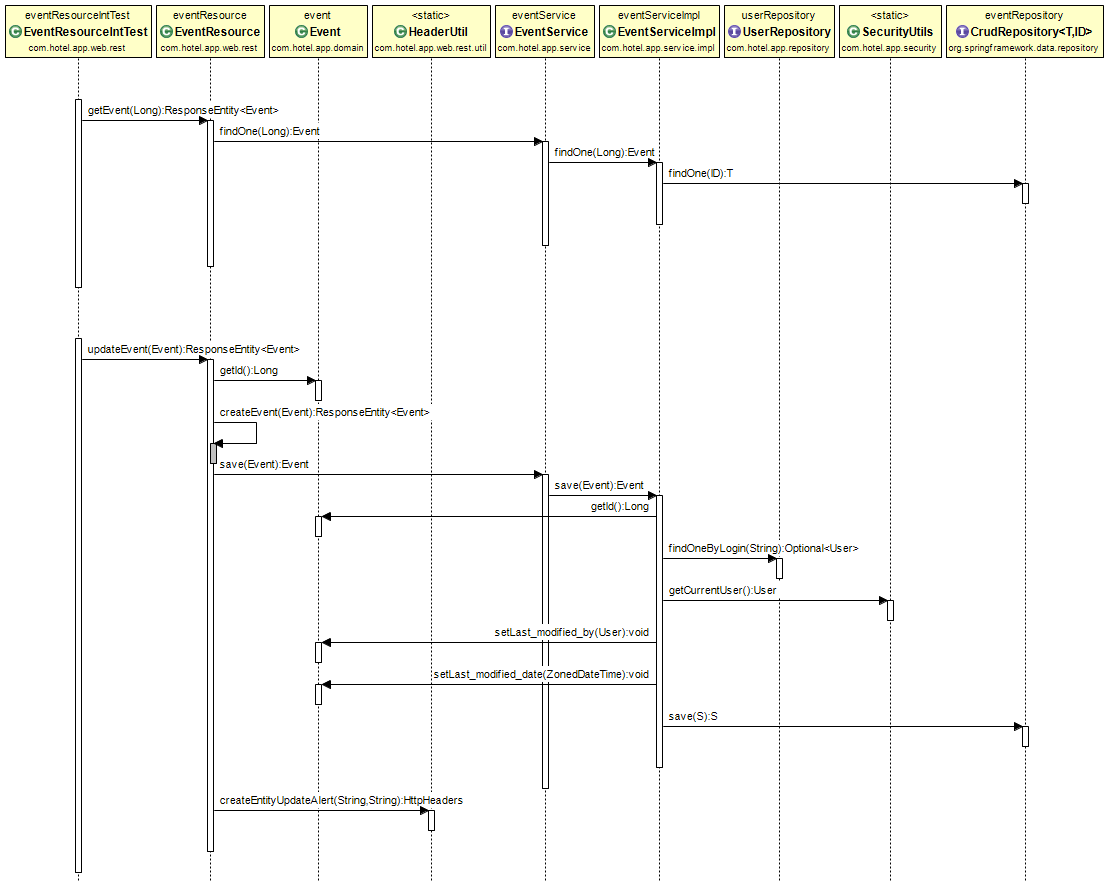 eventResourceIntTest
EventResourceIntTest
com.hotel.app.web.rest
eventResource
EventResource
com.hotel.app.web.rest
event
Event
com.hotel.app.domain
<static>
HeaderUtil
com.hotel.app.web.rest.util
eventService
EventService
com.hotel.app.service
eventServiceImpl
EventServiceImpl
com.hotel.app.service.impl
userRepository
UserRepository
com.hotel.app.repository
<static>
SecurityUtils
com.hotel.app.security
eventRepository
CrudRepository<T,ID>
org.springframework.data.repository
getEvent(Long):ResponseEntity<Event>
findOne(Long):Event
findOne(Long):Event
findOne(ID):T
updateEvent(Event):ResponseEntity<Event>
getId():Long
createEvent(Event):ResponseEntity<Event>
save(Event):Event
save(Event):Event
getId():Long
findOneByLogin(String):Optional<User>
getCurrentUser():User
setLast_modified_by(User):void
setLast_modified_date(ZonedDateTime):void
save(S):S
createEntityUpdateAlert(String,String):HttpHeaders